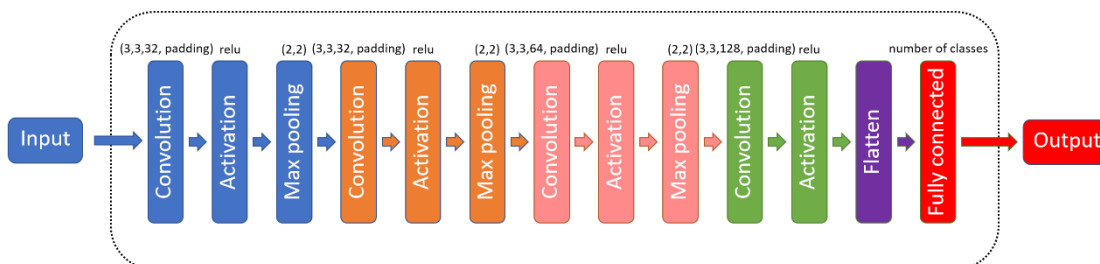 (3,3,32, padding) relu
(2,2) (3,3,32, padding) relu
(2,2) (3,3,64, padding) relu
(2,2) (3,3,128, padding) relu
number of classes
Input
Convolution
Activation
Max pooling
Convolution
Activation
Max pooling
Convolution
Activation
Max pooling
Convolution
Activation
Flatten
Fully connected
Output